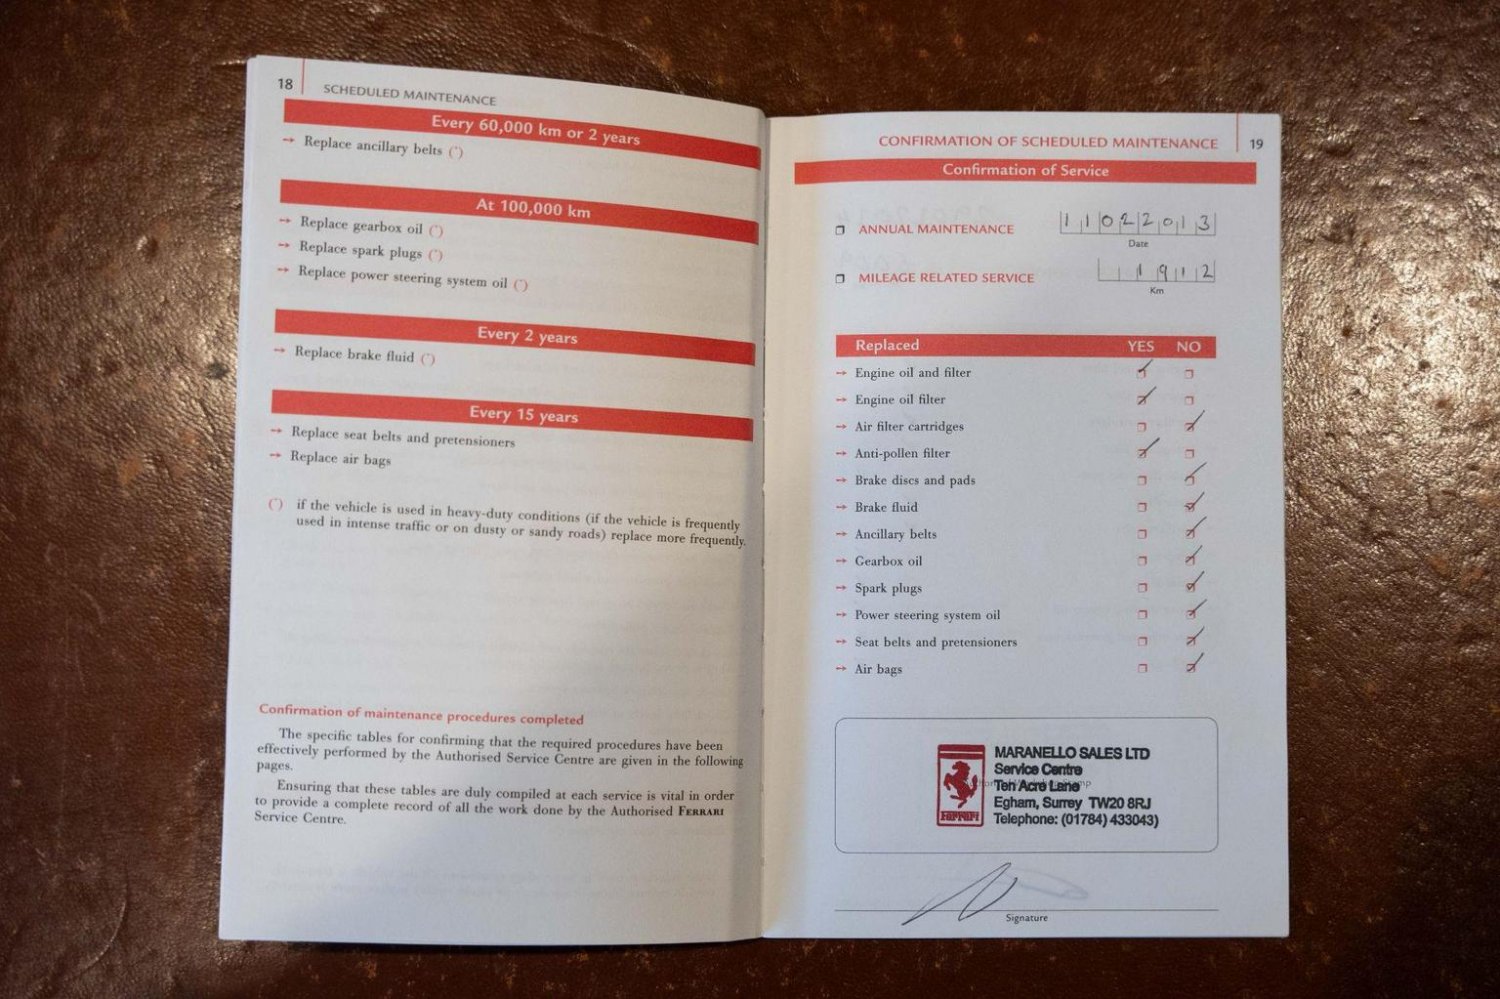 18
SCHEDULED MAINTENANCE
Every 60,000 km or 2 years
→ Replace ancillary belts (*)
At 100,000 km
→ Replace gearbox oil (*)
→ Replace spark plugs (*)
→ Replace power steering system oil (*)
Every 2 years
→ Replace brake fluid (*)
Every 15 years
→ Replace seat belts and pretensioners
→ Replace air bags
(*) if the vehicle is used in heavy-duty conditions (if the vehicle is frequently
used in intense traffic or on dusty or sandy roads) replace more frequently.
Confirmation of maintenance procedures completed
The specific tables for confirming that the required procedures have been
effectively performed by the Authorised Service Centre are given in the following
pages.
Ensuring that these tables are duly compiled at each service is vital in order
to provide a complete record of all the work done by the Authorised FERRARI
Service Centre.
CONFIRMATION OF SCHEDULED MAINTENANCE
19
Confirmation of Service
ANNUAL MAINTENANCE 11022013
Date
MILEAGE RELATED SERVICE 1912
Km
Replaced YES NO
→ Engine oil and filter
→ Engine oil filter
→ Air filter cartridges
→ Anti-pollen filter
→ Brake discs and pads
→ Brake fluid
→ Ancillary belts
→ Gearbox oil
→ Spark plugs
→ Power steering system oil
→ Seat belts and pretensioners
→ Air bags
MARANELLO SALES LTD
Service Centre
Ten Acre Lane
Egham, Surrey TW20 8RJ
Telephone: (01784) 433043)
Ferrari
Signature